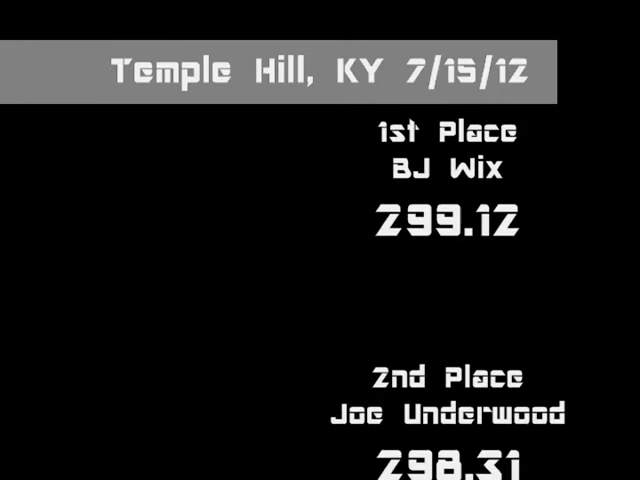 Temple Hill, KY 7/15/12
1st Place
BJ Wix
299.12
2nd Place
Joe Underwood
298.31